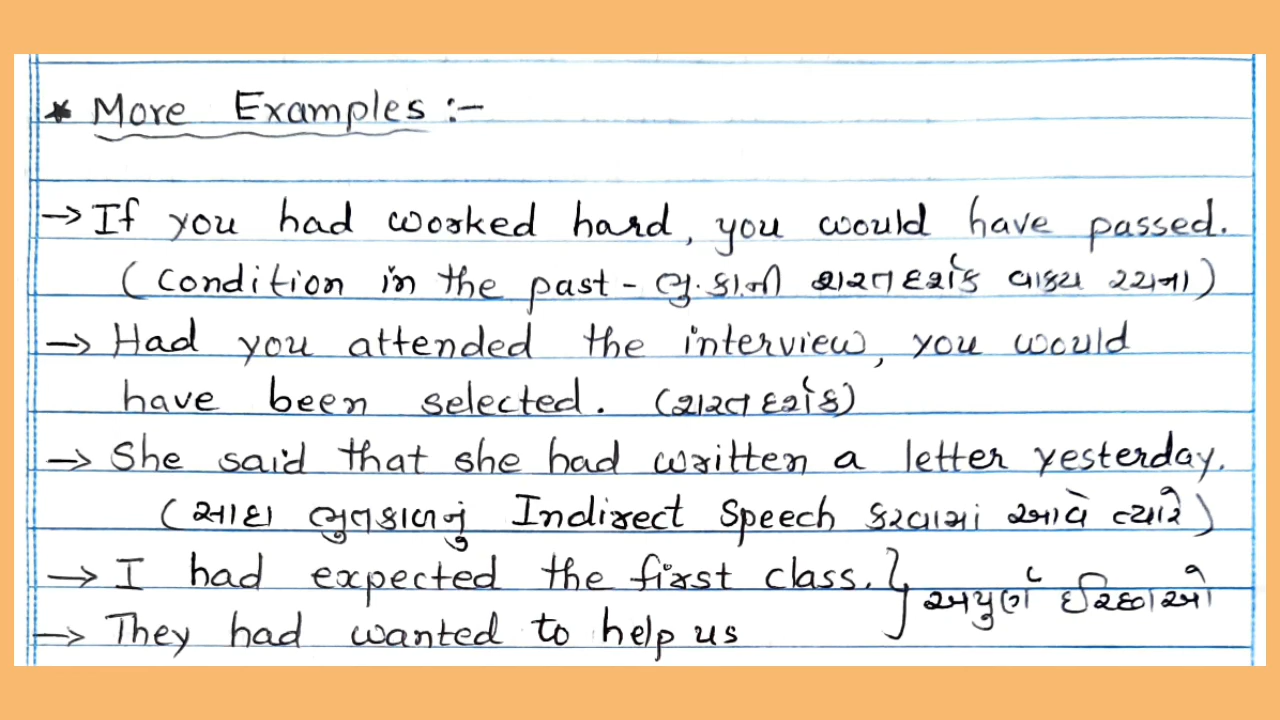 * More Examples :-
→ If you had worked hard, you would have passed.
( condition in the past - ભુ.કાળની શરતદર્શક વાક્ય રચના )
→ Had you attended the interview, you would
have been selected. (શરતદર્શક)
→ She said that she had written a letter yesterday.
( સાદા ભુતકાળનું Indirect Speech કરવામાં આવે ત્યારે )
→ I had expected the first class. } અપુર્ણ ઈચ્છાઓ
→ They had wanted to help us